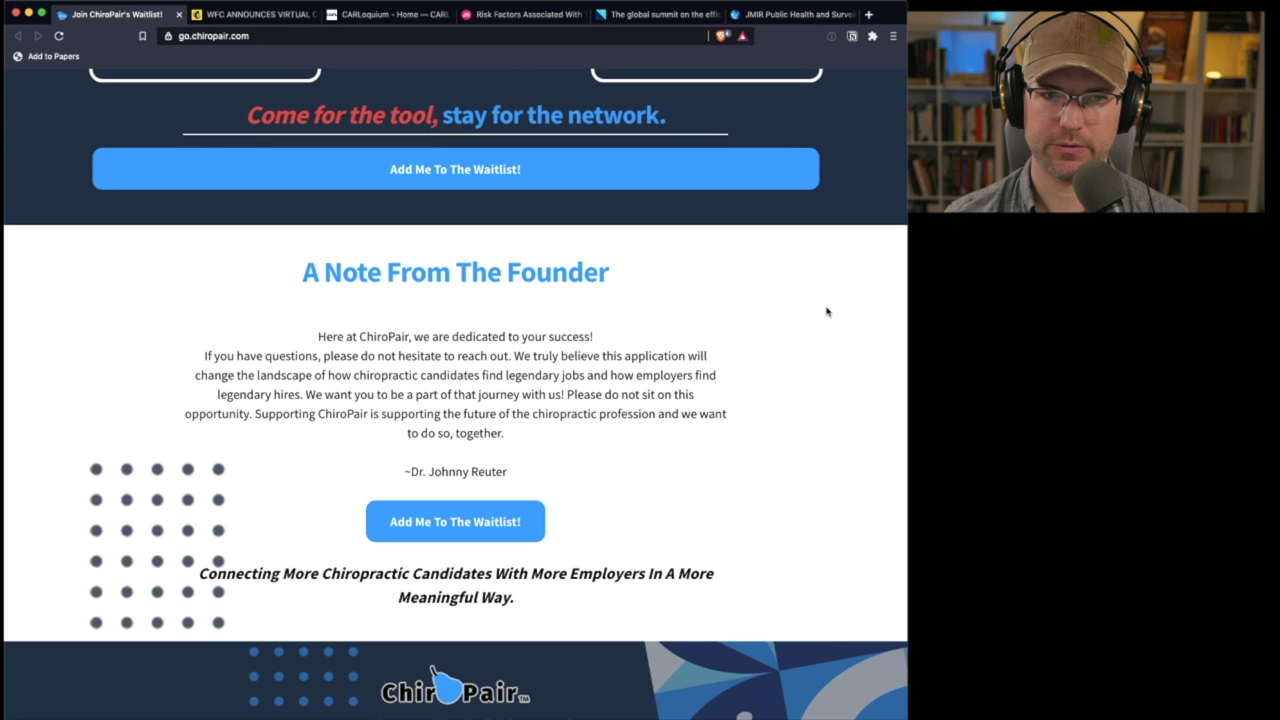 Join ChiroPair's Waitlist!
WFC ANNOUNCES VIRTUAL
CARLoquium - Home — CARL
Risk Factors Associated With
The global summit on the effic
JMIR Public Health and Survei
go.chiropair.com
Add to Papers
Come for the tool, stay for the network.
Add Me To The Waitlist!
A Note From The Founder
Here at ChiroPair, we are dedicated to your success!
If you have questions, please do not hesitate to reach out. We truly believe this application will
change the landscape of how chiropractic candidates find legendary jobs and how employers find
legendary hires. We want you to be a part of that journey with us! Please do not sit on this
opportunity. Supporting ChiroPair is supporting the future of the chiropractic profession and we want
to do so, together.
~Dr. Johnny Reuter
Add Me To The Waitlist!
Connecting More Chiropractic Candidates With More Employers In A More
Meaningful Way.
ChiroPair TM